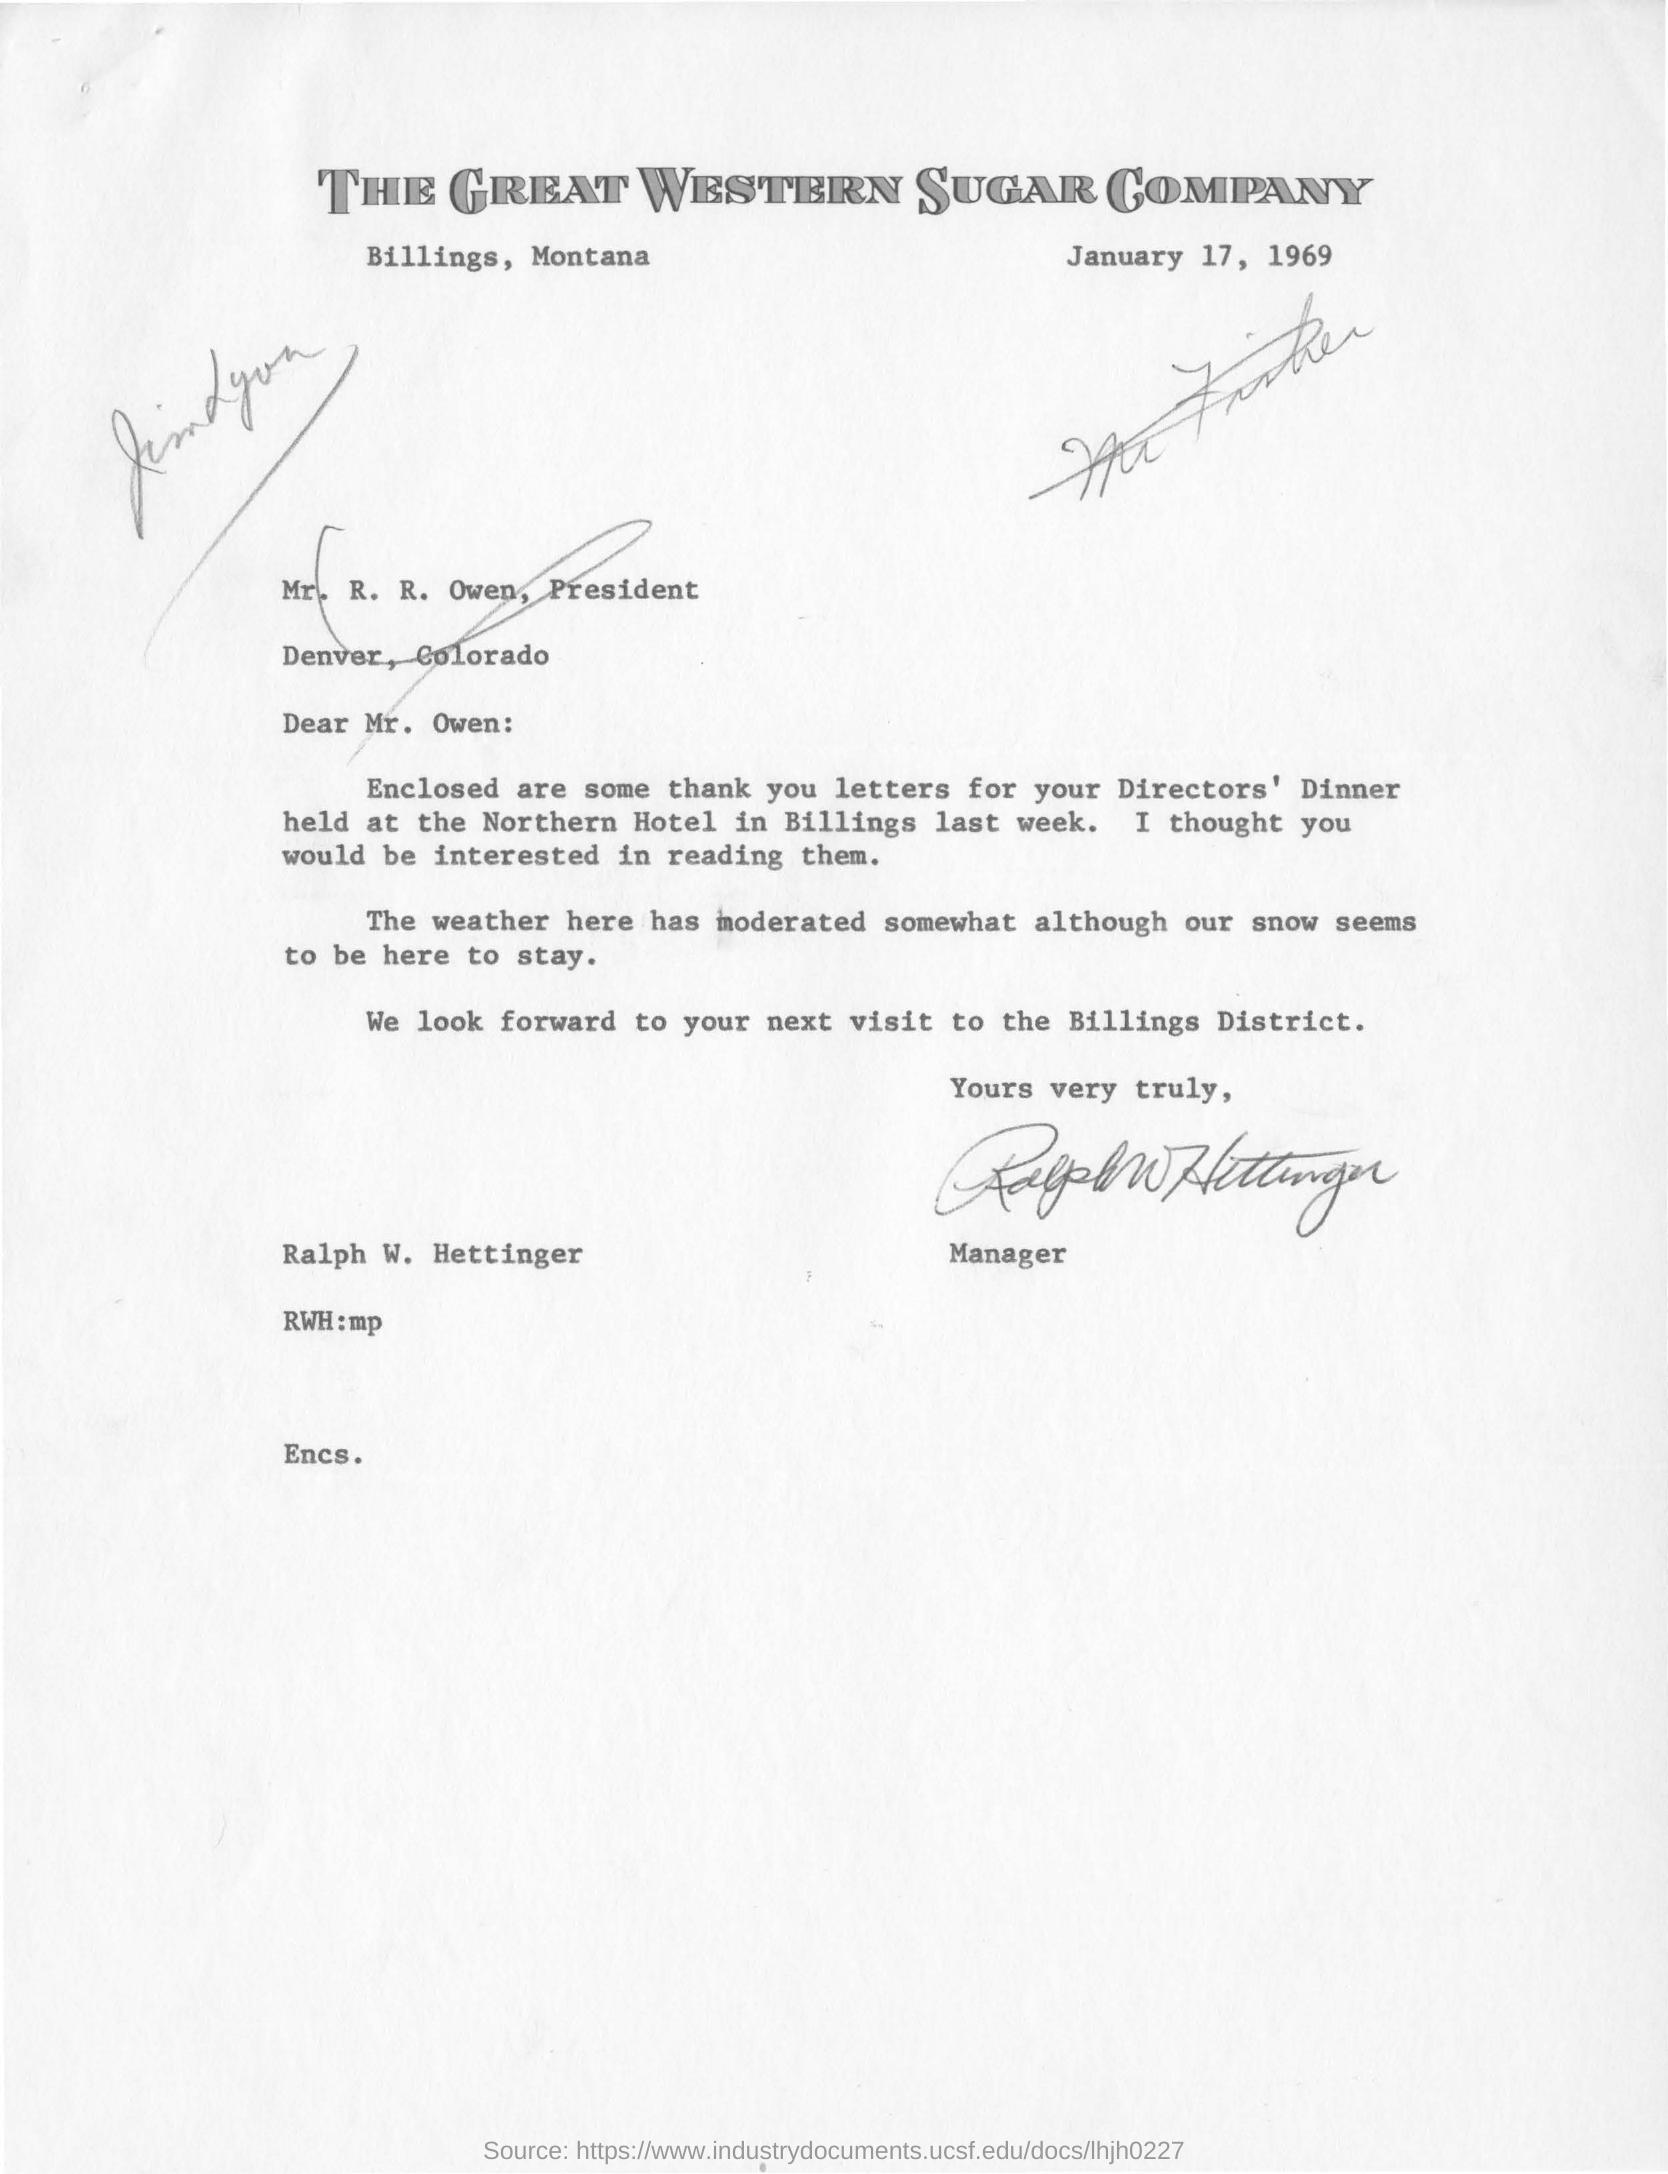 THE GREAT WESTERN SUGAR COMPANY
Billings, Montana January 17, 1969
Jim Lyon
Mr
Mr. R. R. Owen, President
Denver, Colorado
Dear Mr. Owen:
Enclosed are some thank you letters for your Directors' Dinner
held at the Northern Hotel in Billings last week. I thought you
would be interested in reading them.
The weather here has moderated somewhat although our snow seems
to be here to stay.
We look forward to your next visit to the Billings District.
Yours very truly,
Ralph W Hettinger
Ralph W. Hettinger Manager
RWH:mp
Encs.
Source: https://www.industrydocuments.ucsf.edu/docs/lhjh0227